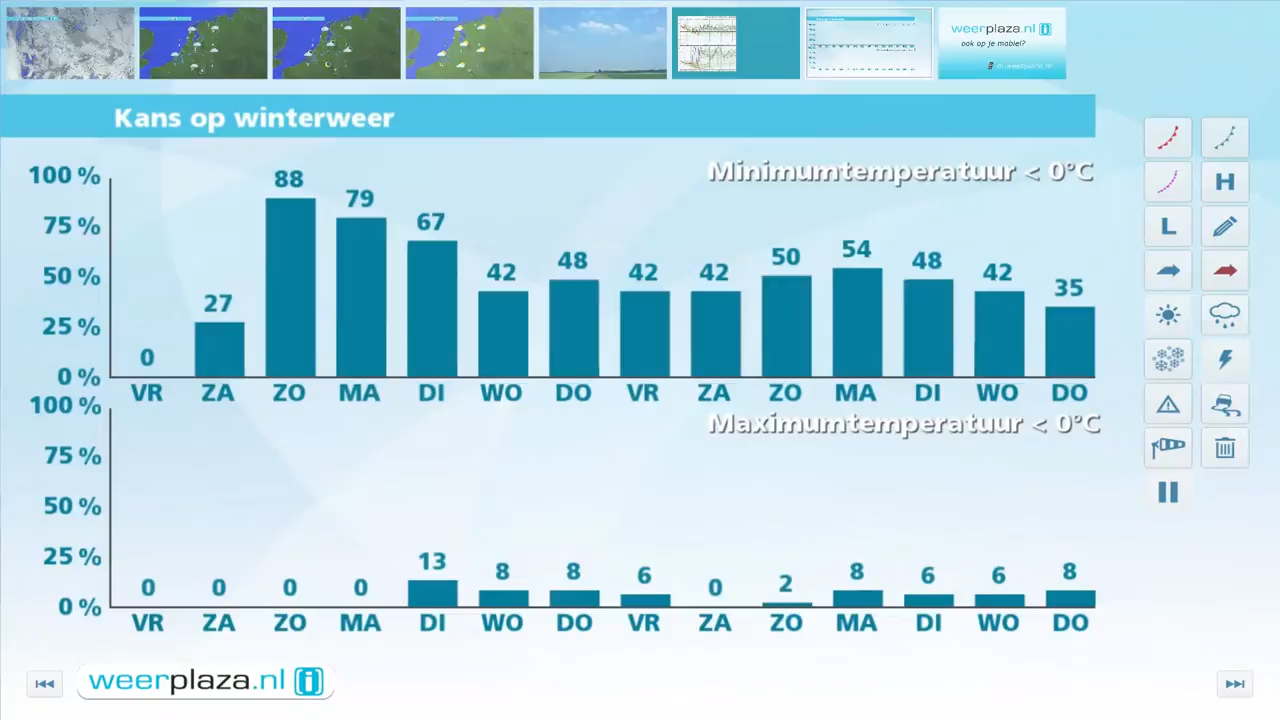 weerplaza.nl
ook op je mobiel?
m.weerplaza.nl
Kans op winterweer
Minimumtemperatuur < 0°C
100 %
75 %
50 %
25 %
0 %
0 27 88 79 67 42 48 42 42 50 54 48 42 35
VR ZA ZO MA DI WO DO VR ZA ZO MA DI WO DO
Maximumtemperatuur < 0°C
100 %
75 %
50 %
25 %
0 %
0 0 0 0 13 8 8 6 0 2 8 6 6 8
VR ZA ZO MA DI WO DO VR ZA ZO MA DI WO DO
H
L
weerplaza.nl